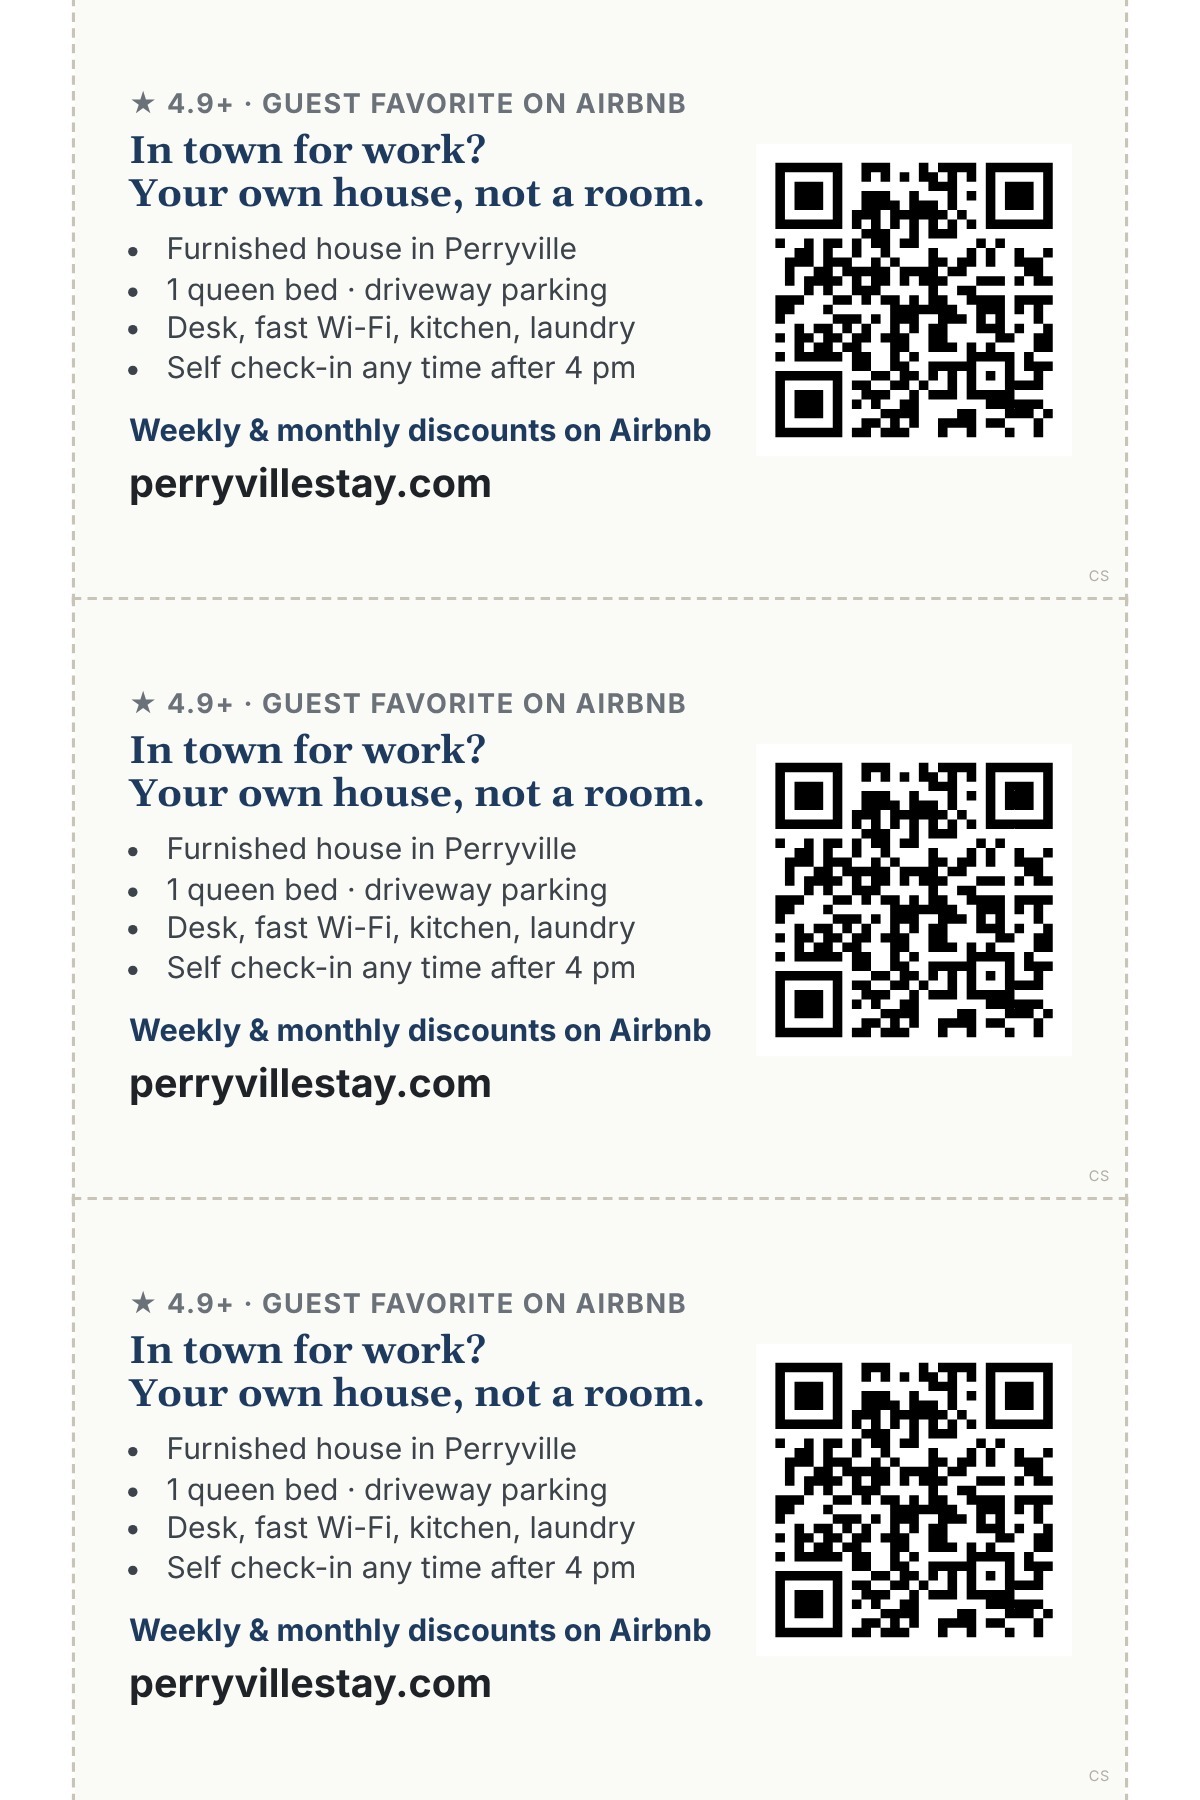 ★ 4.9+ · GUEST FAVORITE ON AIRBNB
In town for work?
Your own house, not a room.
• Furnished house in Perryville
• 1 queen bed · driveway parking
• Desk, fast Wi-Fi, kitchen, laundry
• Self check-in any time after 4 pm
Weekly & monthly discounts on Airbnb
perryvillestay.com
CS
★ 4.9+ · GUEST FAVORITE ON AIRBNB
In town for work?
Your own house, not a room.
• Furnished house in Perryville
• 1 queen bed · driveway parking
• Desk, fast Wi-Fi, kitchen, laundry
• Self check-in any time after 4 pm
Weekly & monthly discounts on Airbnb
perryvillestay.com
CS
★ 4.9+ · GUEST FAVORITE ON AIRBNB
In town for work?
Your own house, not a room.
• Furnished house in Perryville
• 1 queen bed · driveway parking
• Desk, fast Wi-Fi, kitchen, laundry
• Self check-in any time after 4 pm
Weekly & monthly discounts on Airbnb
perryvillestay.com
CS